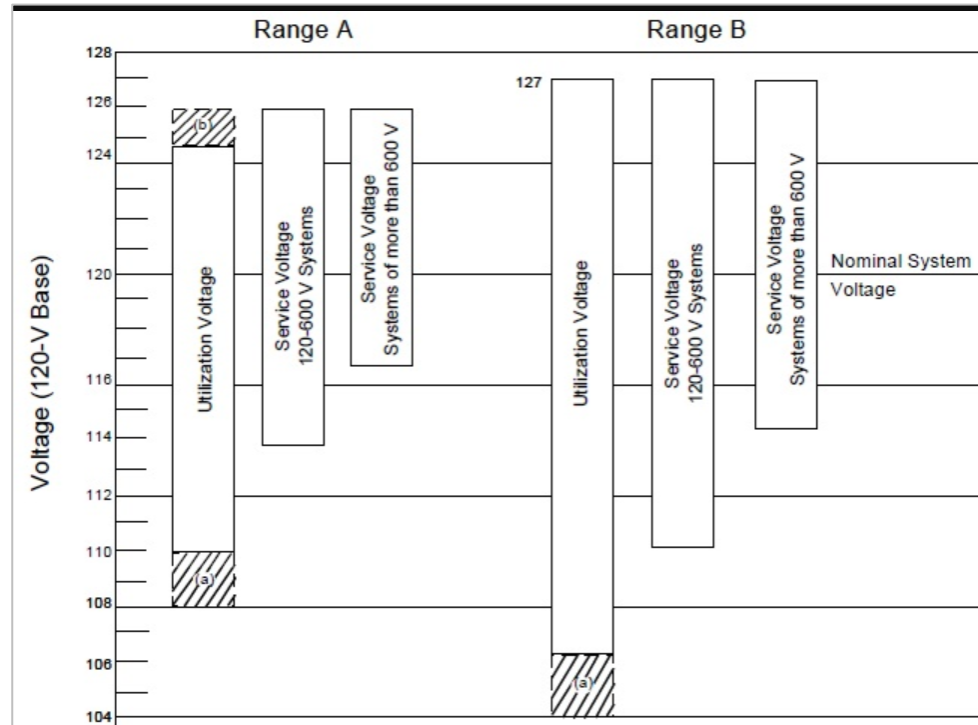 Range A
Range B
Voltage (120-V Base)
128
126
124
120
116
114
112
110
108
106
104
(b)
Utilization Voltage
(a)
Service Voltage
120-600 V Systems
Service Voltage
Systems of more than 600 V
127
Utilization Voltage
(a)
Service Voltage
120-600 V Systems
Service Voltage
Systems of more than 600 V
Nominal System
Voltage